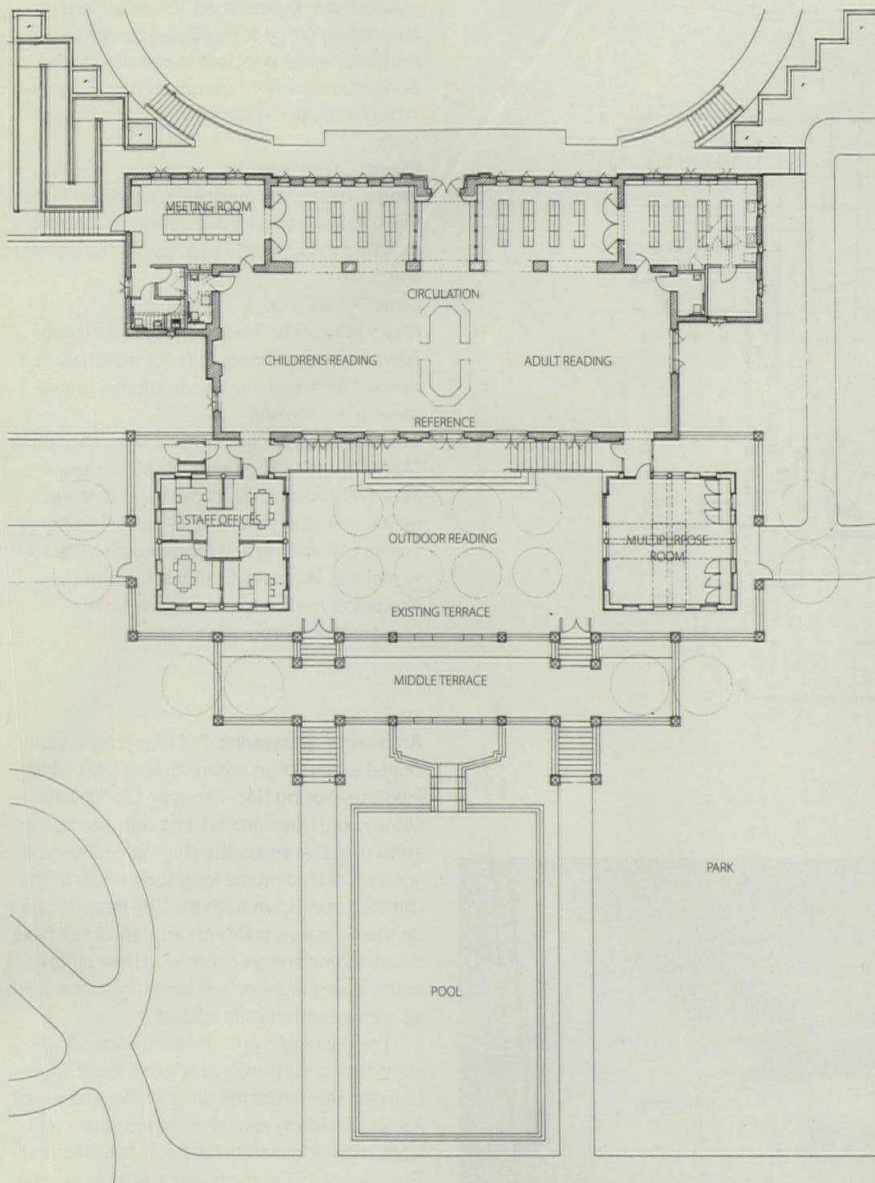 MEETING ROOM
CIRCULATION
CHILDRENS READING
ADULT READING
REFERENCE
STAFF OFFICES
OUTDOOR READING
MULTIPURPOSE
ROOM
EXISTING TERRACE
MIDDLE TERRACE
PARK
POOL